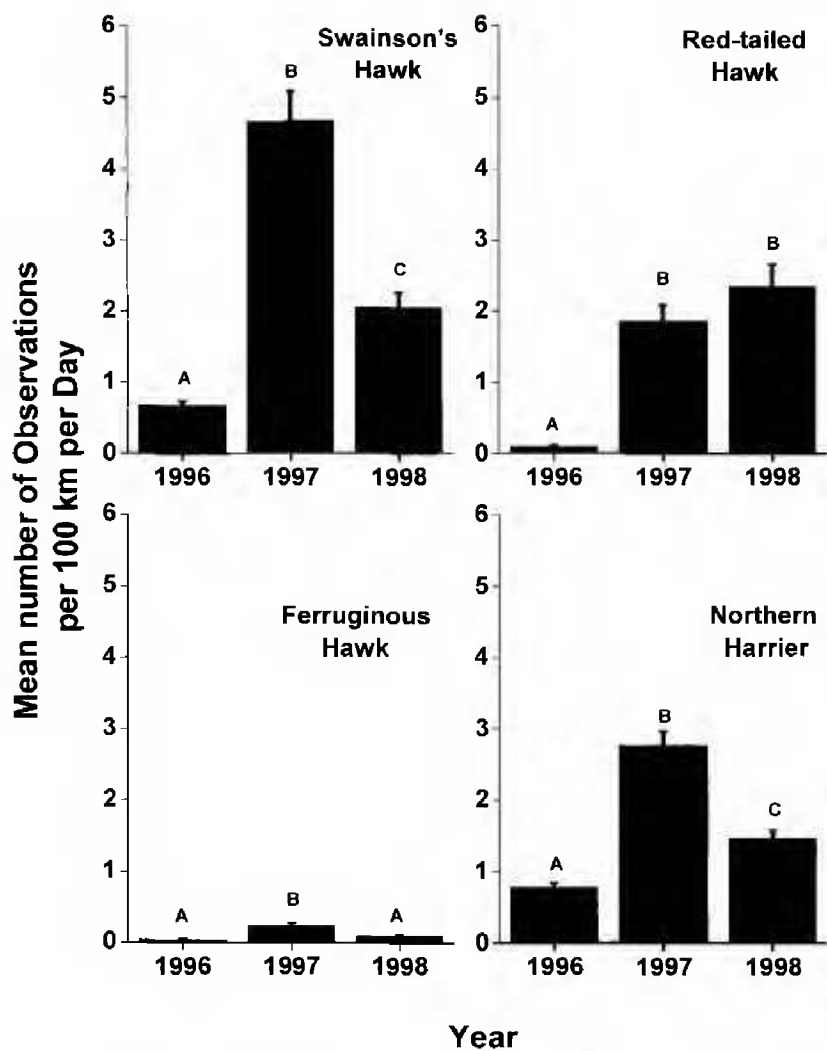 Mean number of Observations
per 100 km per Day
Swainson's
Hawk
6
5
4
3
2
1
0
A
B
C
1996
1997
1998
Red-tailed
Hawk
6
5
4
3
2
1
0
A
B
B
1996
1997
1998
Ferruginous
Hawk
6
5
4
3
2
1
0
A
B
A
1996
1997
1998
Northern
Harrier
6
5
4
3
2
1
0
A
B
C
1996
1997
1998
Year